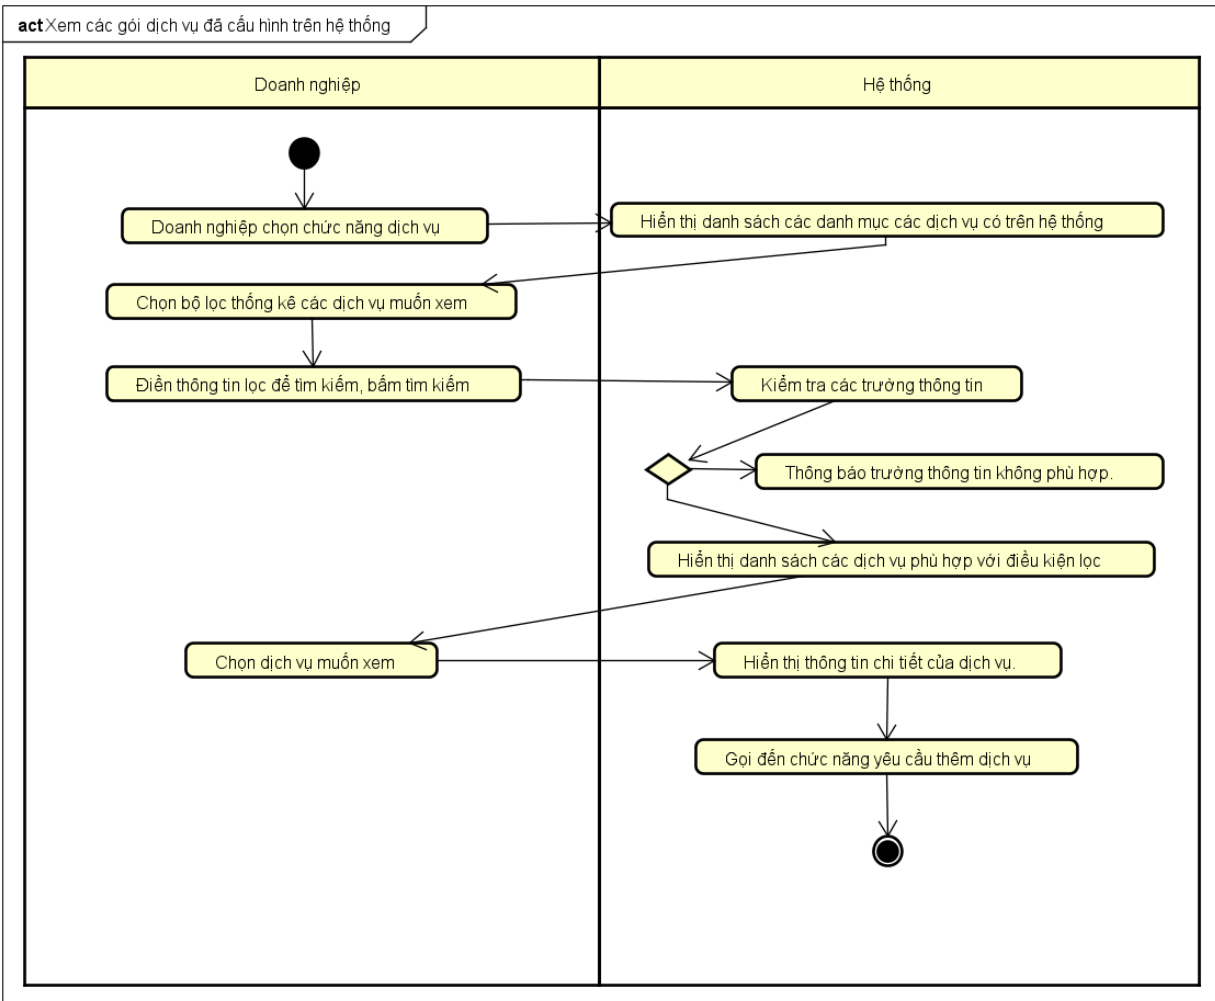 act Xem các gói dịch vụ đã cấu hình trên hệ thống
Doanh nghiệp
Hệ thống
Doanh nghiệp chọn chức năng dịch vụ
Hiển thị danh sách các danh mục các dịch vụ có trên hệ thống
Chọn bộ lọc thống kê các dịch vụ muốn xem
Điền thông tin lọc để tìm kiếm, bấm tìm kiếm
Kiểm tra các trường thông tin
Thông báo trường thông tin không phù hợp.
Hiển thị danh sách các dịch vụ phù hợp với điều kiện lọc
Chọn dịch vụ muốn xem
Hiển thị thông tin chi tiết của dịch vụ.
Gọi đến chức năng yêu cầu thêm dịch vụ